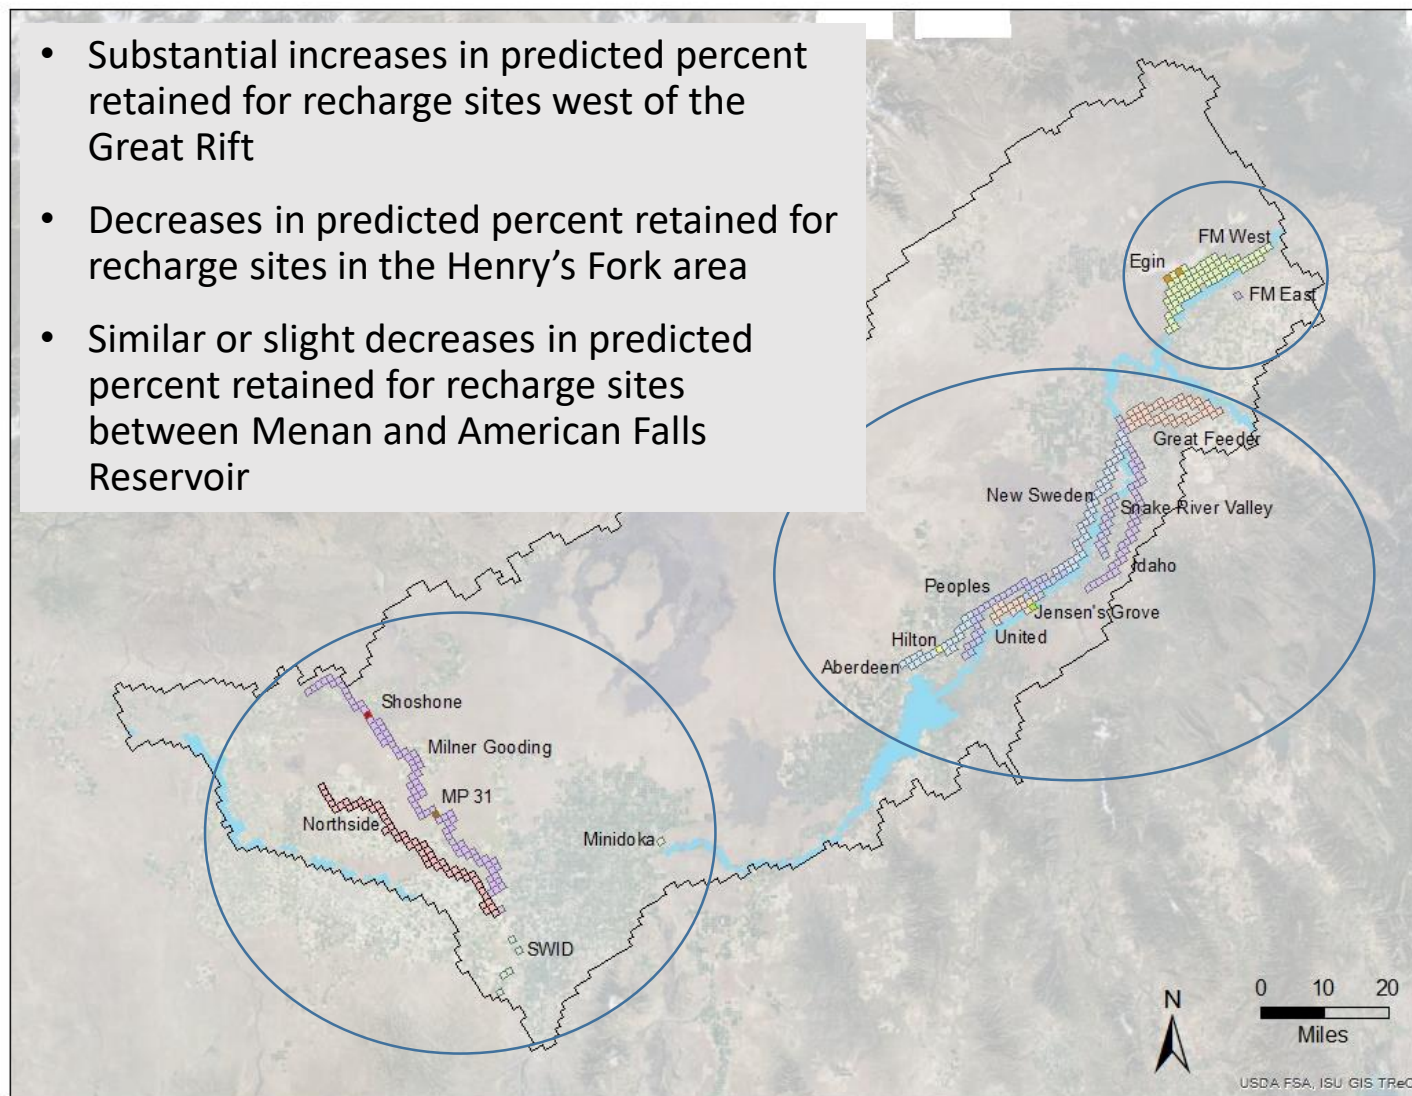 • Substantial increases in predicted percent
retained for recharge sites west of the
Great Rift
• Decreases in predicted percent retained for
recharge sites in the Henry’s Fork area
• Similar or slight decreases in predicted
percent retained for recharge sites
between Menan and American Falls
Reservoir
FM West
Egin
FM East
Great Feeder
New Sweden
Snake River Valley
Idaho
Peoples
Jensen's Grove
Hilton
United
Aberdeen
Shoshone
Milner Gooding
MP 31
Northside
Minidoka
SWID
N
0 10 20
Miles
USDA FSA, ISU GIS TReC